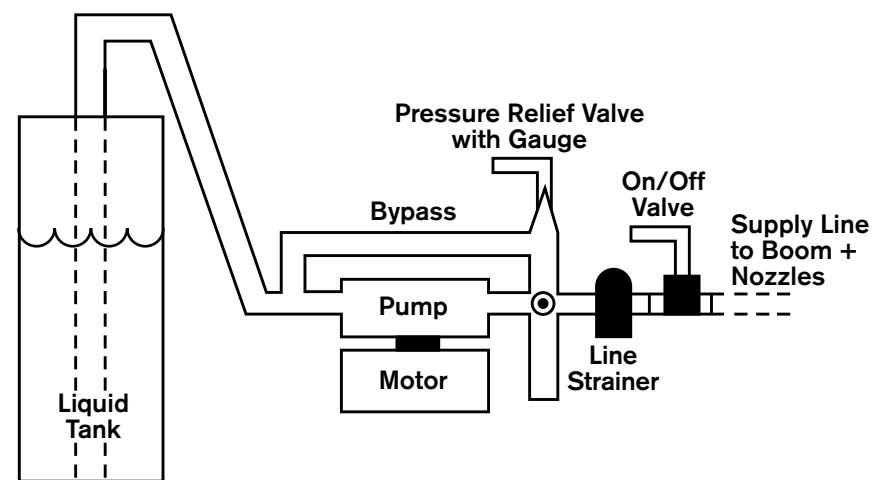 Pressure Relief Valve
with Gauge
On/Off
Valve
Bypass
Supply Line
to Boom +
Nozzles
Pump
Line
Strainer
Motor
Liquid
Tank